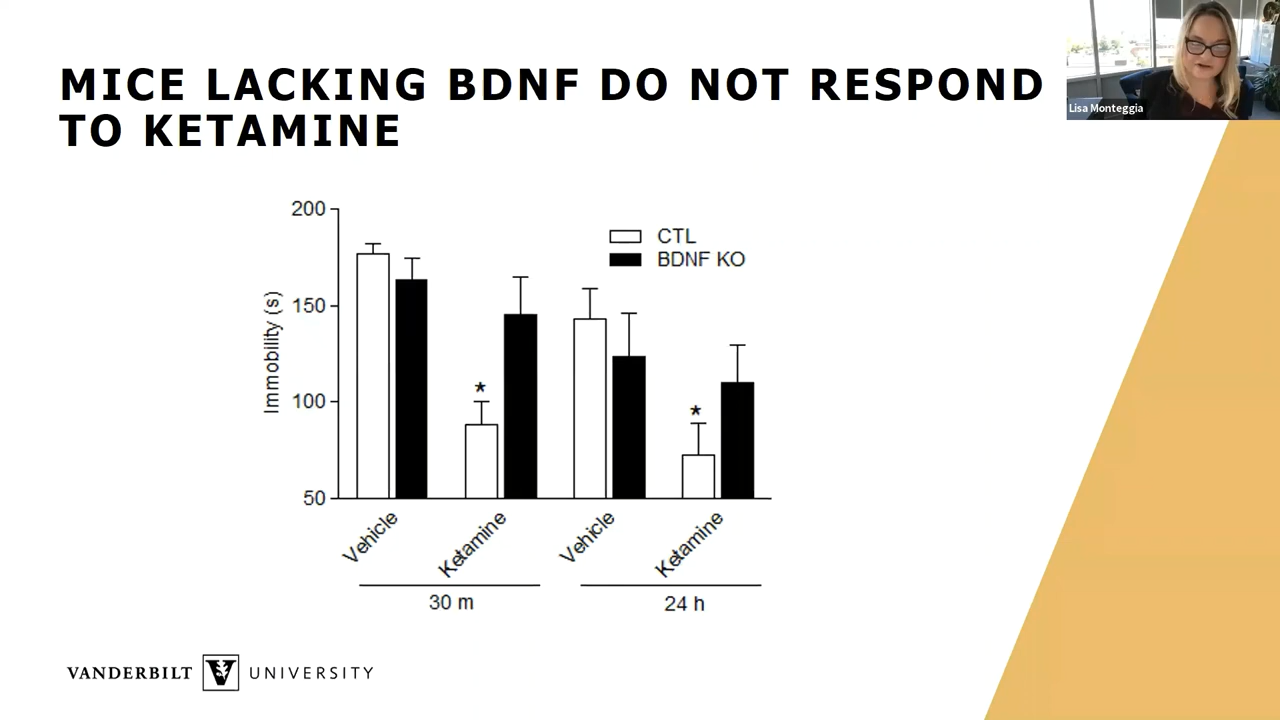 MICE LACKING BDNF DO NOT RESPOND
TO KETAMINE
Lisa Monteggia
200
150
100
50
Immobility (s)
CTL
BDNF KO
*
*
Vehicle
Ketamine
Vehicle
Ketamine
30 m
24 h
VANDERBILT V UNIVERSITY